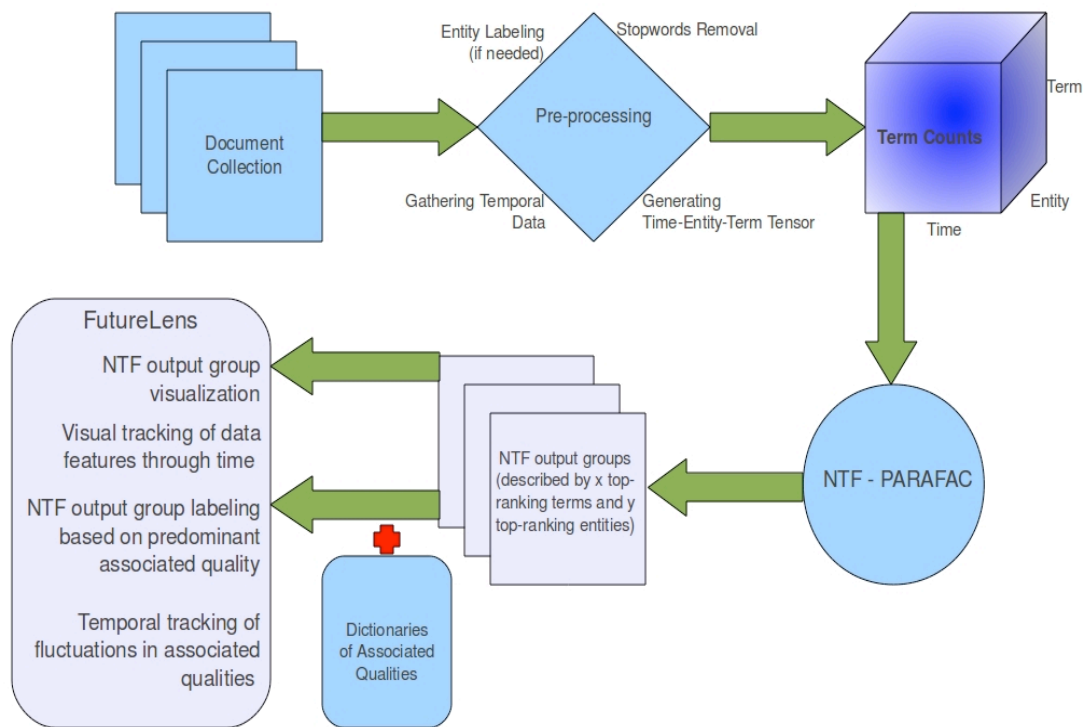 Document
Collection
Entity Labeling
(if needed)
Stopwords Removal
Pre-processing
Gathering Temporal
Data
Generating
Time-Entity-Term Tensor
Term Counts
Term
Entity
Time
FutureLens
NTF output group
visualization
Visual tracking of data
features through time
NTF output group labeling
based on predominant
associated quality
Temporal tracking of
fluctuations in associated
qualities
Dictionaries
of Associated
Qualities
NTF output groups
(described by x top-
ranking terms and y
top-ranking entities)
NTF - PARAFAC